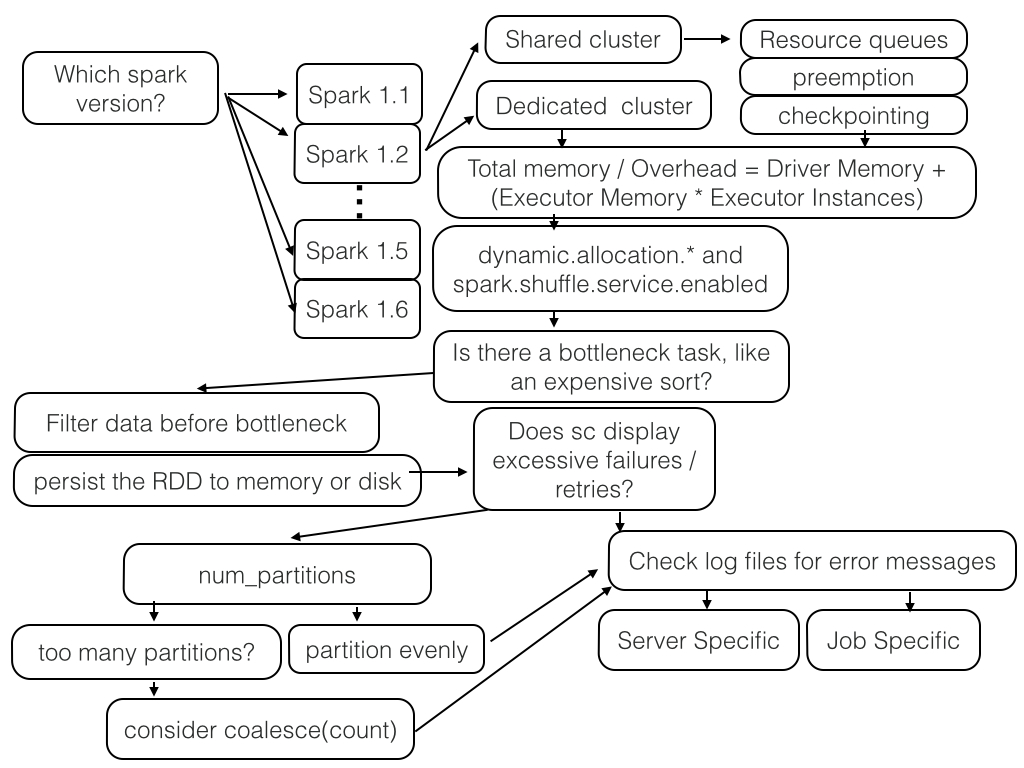 Which spark
version?
Spark 1.1
Spark 1.2
Spark 1.5
Spark 1.6
Shared cluster
Dedicated cluster
Resource queues
preemption
checkpointing
Total memory / Overhead = Driver Memory +
(Executor Memory * Executor Instances)
dynamic.allocation.* and
spark.shuffle.service.enabled
Is there a bottleneck task, like
an expensive sort?
Filter data before bottleneck
persist the RDD to memory or disk
Does sc display
excessive failures /
retries?
num_partitions
too many partitions?
partition evenly
consider coalesce(count)
Check log files for error messages
Server Specific
Job Specific